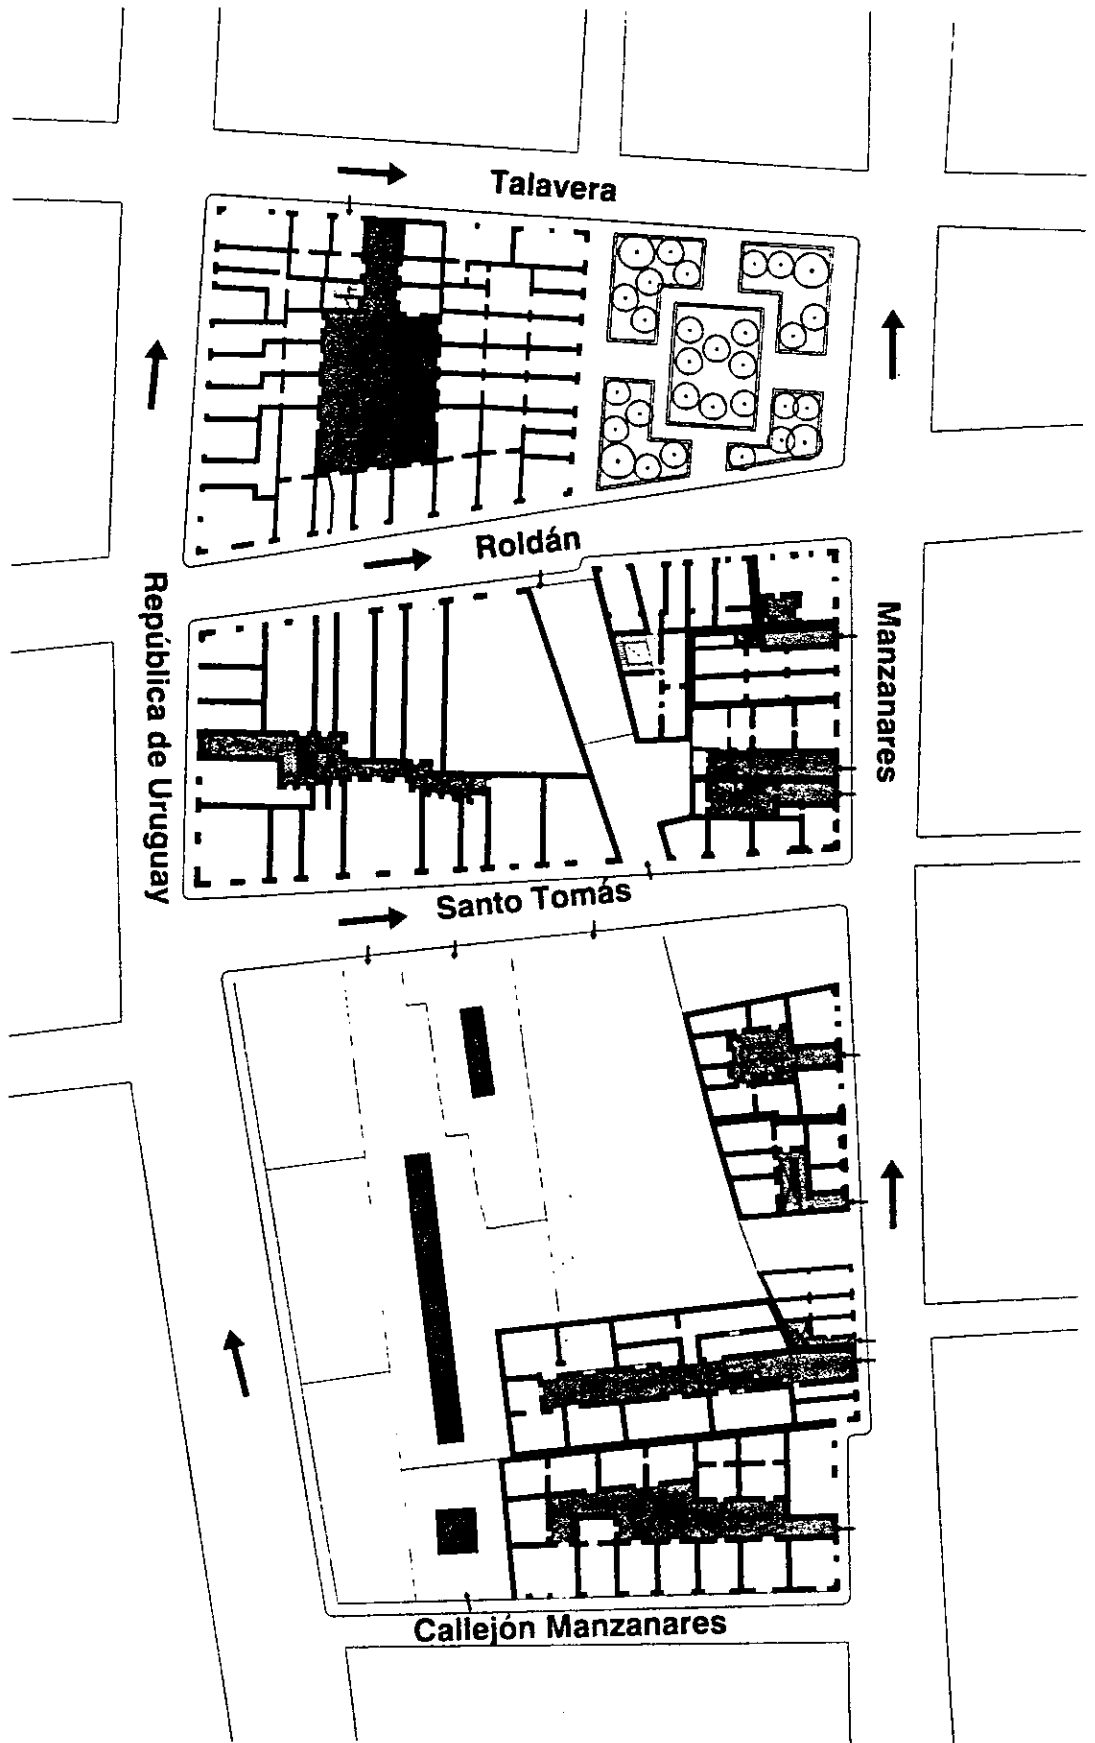 Talavera
Roldán
República de Uruguay
Manzanares
Santo Tomás
Callejón Manzanares